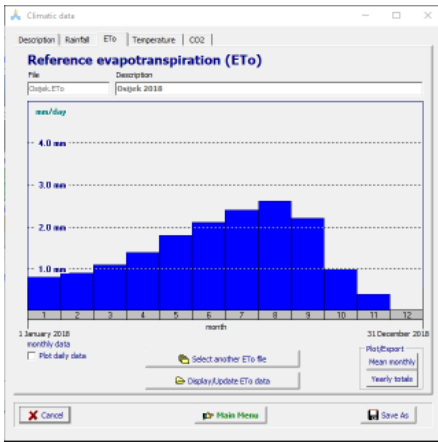 Climatic data
Description Rainfall ETo Temperature CO2
Reference evapotranspiration (ETo)
File Description
Osijek.ETo Osijek 2018
mm/day
4.0 mm
3.0 mm
2.0 mm
1.0 mm
1 2 3 4 5 6 7 8 9 10 11 12
month
1 January 2018 31 December 2018
monthly data
Plot daily data
Select another ETo file
Display/Update ETo data
Plot/Export
Mean monthly
Yearly totals
Cancel Main Menu Save As